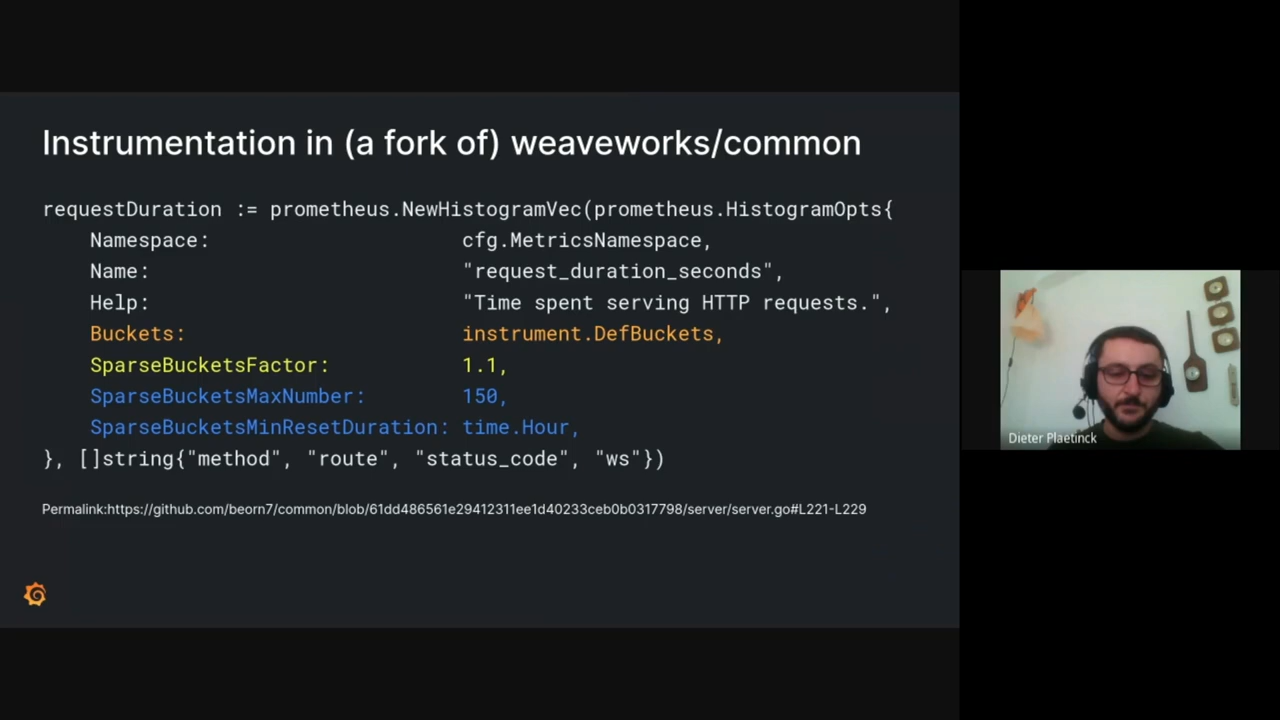 Instrumentation in (a fork of) weaveworks/common
requestDuration := prometheus.NewHistogramVec(prometheus.HistogramOpts{
Namespace: cfg.MetricsNamespace,
Name: "request_duration_seconds",
Help: "Time spent serving HTTP requests.",
Buckets: instrument.DefBuckets,
SparseBucketsFactor: 1.1,
SparseBucketsMaxNumber: 150,
SparseBucketsMinResetDuration: time.Hour,
}, []string{"method", "route", "status_code", "ws"})
Permalink:https://github.com/beorn7/common/blob/61dd486561e29412311ee1d40233ceb0b0317798/server/server.go#L221-L229
Dieter Plaetinck